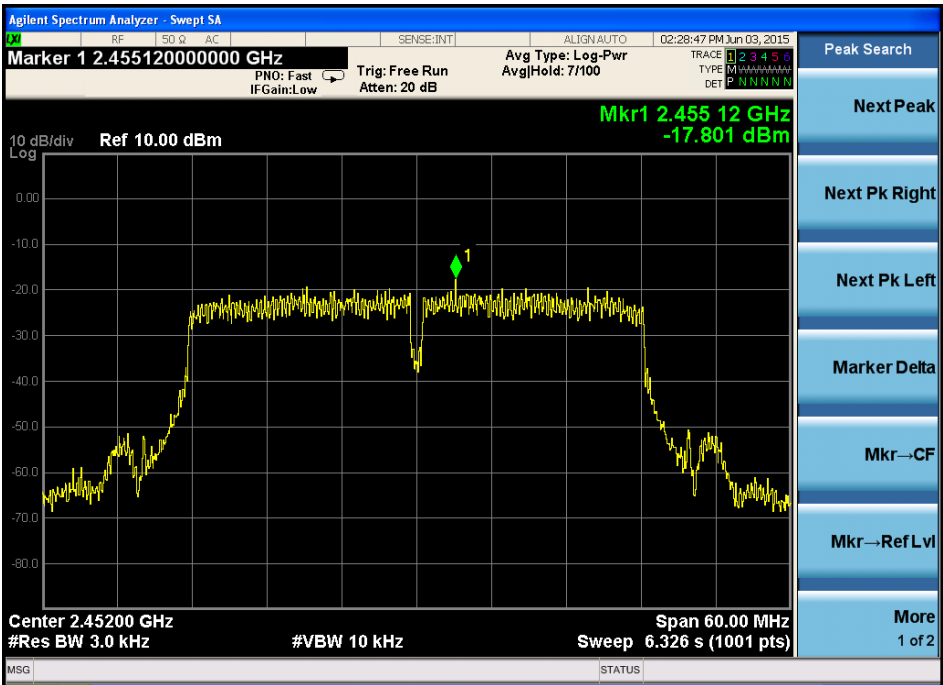 Agilent Spectrum Analyzer - Swept SA
LXI RF 50 Ω AC SENSE:INT ALIGN AUTO 02:28:47 PM Jun 03, 2015
Marker 1 2.455120000000 GHz
PNO: Fast
IFGain:Low
Trig: Free Run
Atten: 20 dB
Avg Type: Log-Pwr
Avg|Hold: 7/100
TRACE 1 2 3 4 5 6
TYPE M
DET P N N N N N
Peak Search
Mkr1 2.455 12 GHz
-17.801 dBm
10 dB/div Ref 10.00 dBm
Log
0.00
-10.0
-20.0
-30.0
-40.0
-50.0
-60.0
-70.0
-80.0
1
Next Peak
Next Pk Right
Next Pk Left
Marker Delta
Mkr→CF
Mkr→Ref Lvl
More
1 of 2
Center 2.45200 GHz Span 60.00 MHz
#Res BW 3.0 kHz #VBW 10 kHz Sweep 6.326 s (1001 pts)
MSG STATUS